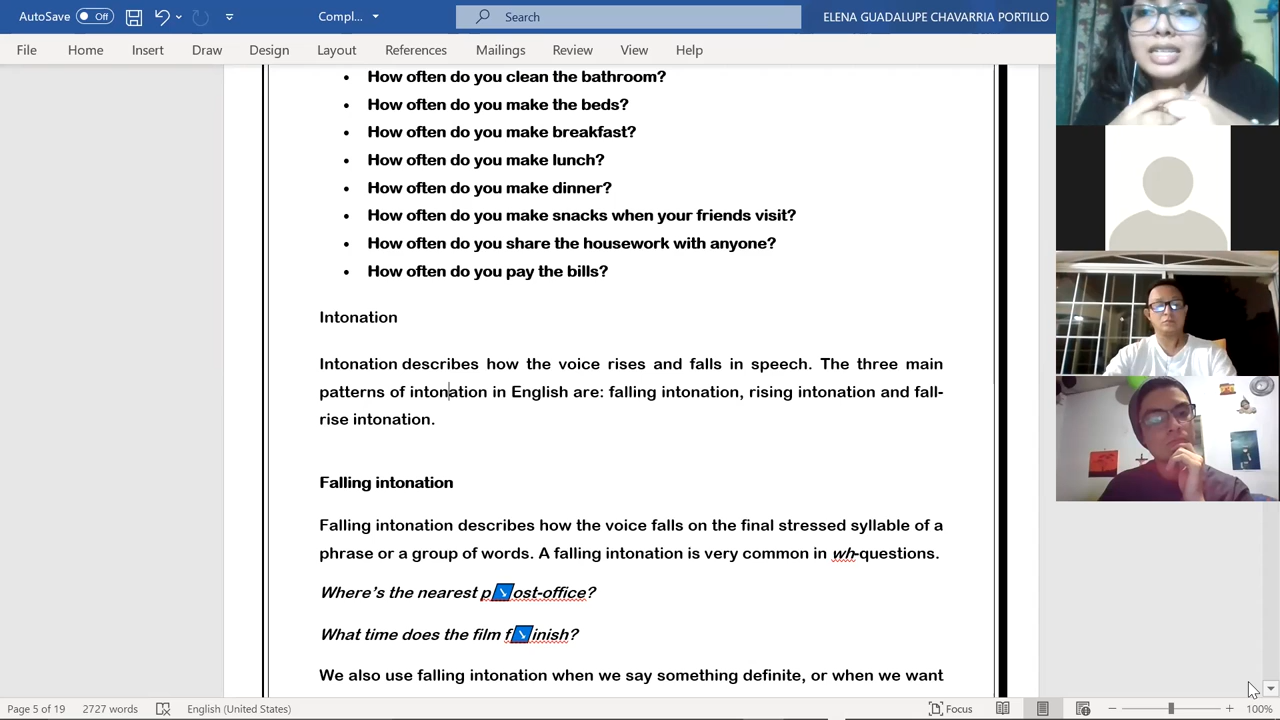 AutoSave Off Compl... Search ELENA GUADALUPE CHAVARRIA PORTILLO
File Home Insert Draw Design Layout References Mailings Review View Help
• How often do you clean the bathroom?
• How often do you make the beds?
• How often do you make breakfast?
• How often do you make lunch?
• How often do you make dinner?
• How often do you make snacks when your friends visit?
• How often do you share the housework with anyone?
• How often do you pay the bills?
Intonation
Intonation describes how the voice rises and falls in speech. The three main
patterns of intonation in English are: falling intonation, rising intonation and fall-
rise intonation.
Falling intonation
Falling intonation describes how the voice falls on the final stressed syllable of a
phrase or a group of words. A falling intonation is very common in wh-questions.
Where's the nearest p↘ost-office?
What time does the film f↘inish?
We also use falling intonation when we say something definite, or when we want
Page 5 of 19 2727 words English (United States) Focus 100%